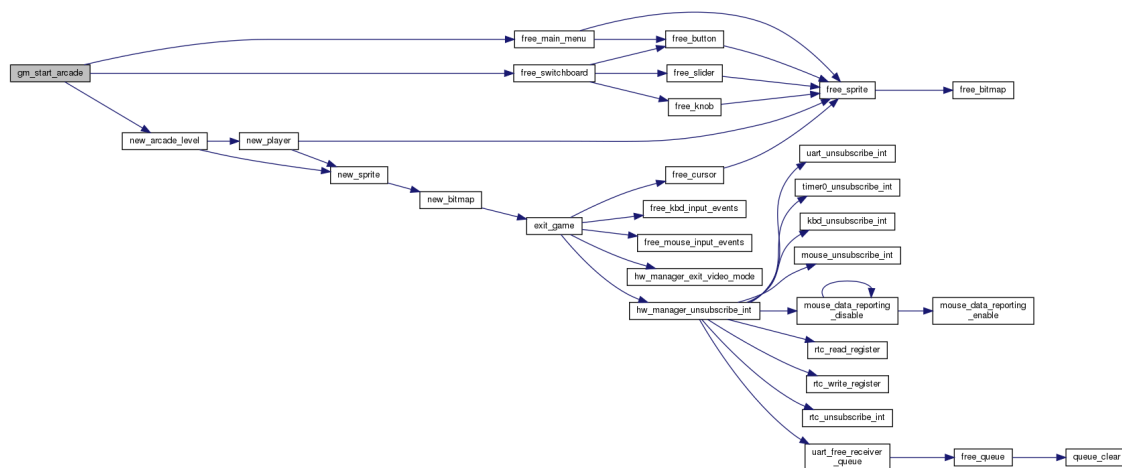 gm_start_arcade
free_main_menu
free_button
free_switchboard
free_slider
free_knob
free_sprite
free_bitmap
new_arcade_level
new_player
new_sprite
new_bitmap
exit_game
free_cursor
free_kbd_input_events
free_mouse_input_events
hw_manager_exit_video_mode
hw_manager_unsubscribe_int
uart_unsubscribe_int
timer0_unsubscribe_int
kbd_unsubscribe_int
mouse_unsubscribe_int
mouse_data_reporting
_disable
mouse_data_reporting
_enable
rtc_read_register
rtc_write_register
rtc_unsubscribe_int
uart_free_receiver
_queue
free_queue
queue_clear